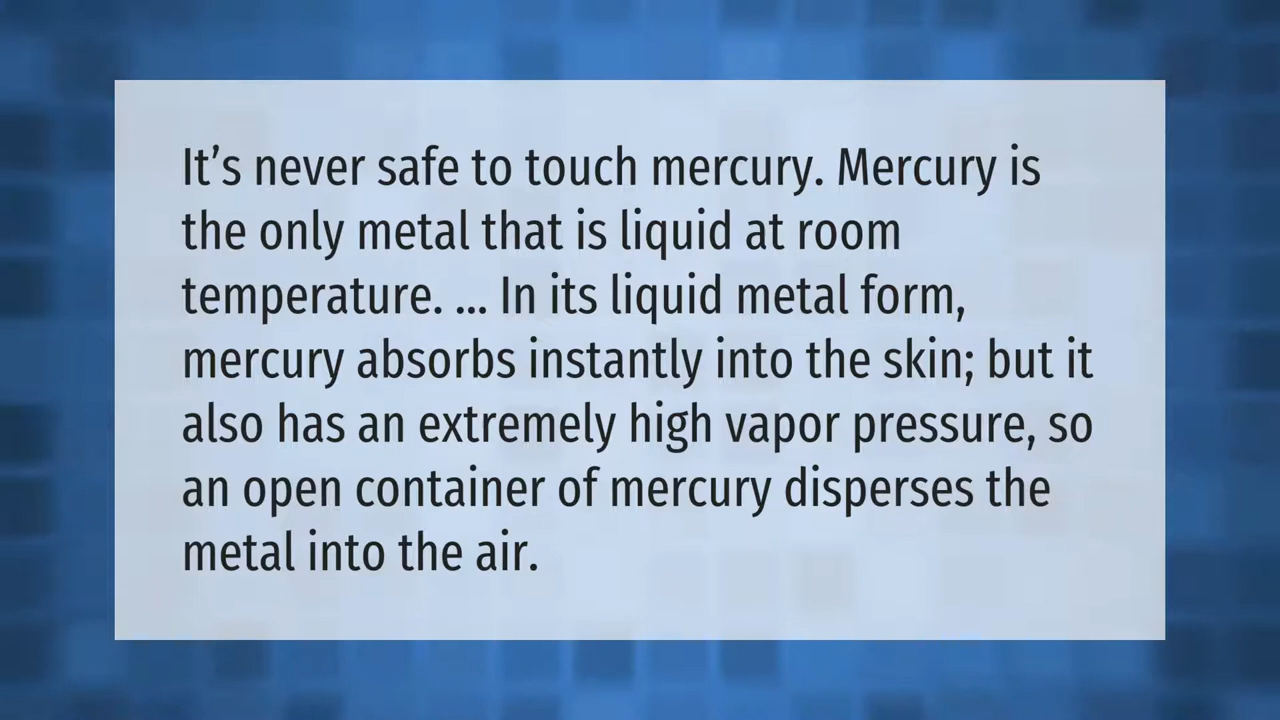 It’s never safe to touch mercury. Mercury is
the only metal that is liquid at room
temperature. ... In its liquid metal form,
mercury absorbs instantly into the skin; but it
also has an extremely high vapor pressure, so
an open container of mercury disperses the
metal into the air.